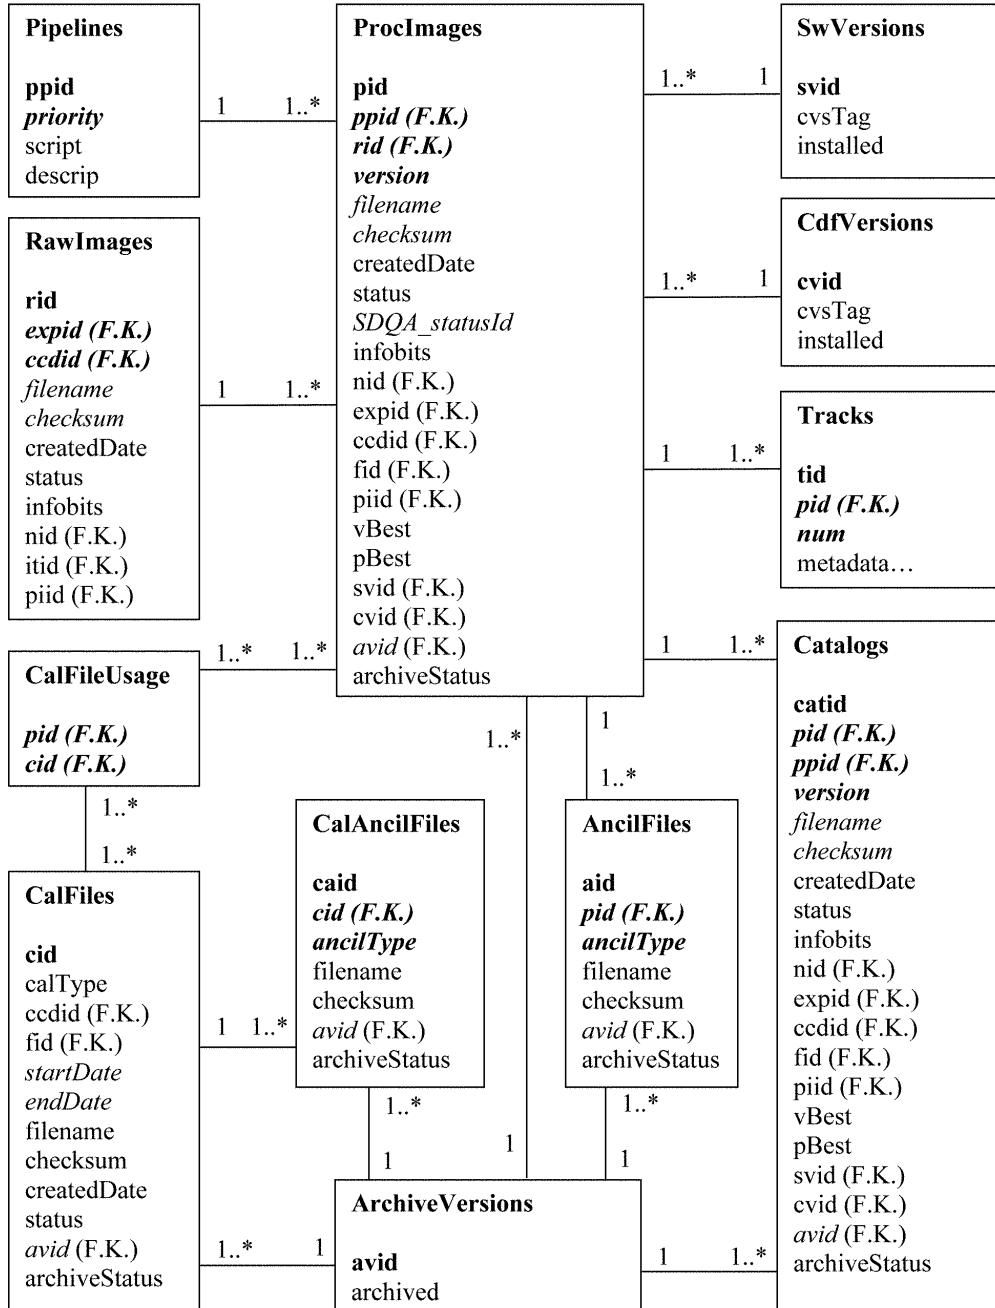 Pipelines
ppid
priority
script
descrip
1
1..*
ProcImages
pid
ppid (F.K.)
rid (F.K.)
version
filename
checksum
createdDate
status
SDQA_statusId
infobits
nid (F.K.)
expid (F.K.)
ccdid (F.K.)
fid (F.K.)
piid (F.K.)
vBest
pBest
svid (F.K.)
cvid (F.K.)
avid (F.K.)
archiveStatus
1..*
1
SwVersions
svid
cvsTag
installed
RawImages
rid
expid (F.K.)
ccdid (F.K.)
filename
checksum
createdDate
status
infobits
nid (F.K.)
itid (F.K.)
piid (F.K.)
1
1..*
1..*
1
CdfVersions
cvid
cvsTag
installed
1
1..*
Tracks
tid
pid (F.K.)
num
metadata…
CalFileUsage
pid (F.K.)
cid (F.K.)
1..*
1..*
1
1..*
Catalogs
catid
pid (F.K.)
ppid (F.K.)
version
filename
checksum
createdDate
status
infobits
nid (F.K.)
expid (F.K.)
ccdid (F.K.)
fid (F.K.)
piid (F.K.)
vBest
pBest
svid (F.K.)
cvid (F.K.)
avid (F.K.)
archiveStatus
1..*
1
1..*
1..*
1..*
CalAncilFiles
caid
cid (F.K.)
ancilType
filename
checksum
avid (F.K.)
archiveStatus
AncilFiles
aid
pid (F.K.)
ancilType
filename
checksum
avid (F.K.)
archiveStatus
CalFiles
cid
calType
ccdid (F.K.)
fid (F.K.)
startDate
endDate
filename
checksum
createdDate
status
avid (F.K.)
archiveStatus
1
1..*
1..*
1
1
1..*
1
1..*
1
ArchiveVersions
avid
archived
1
1..*